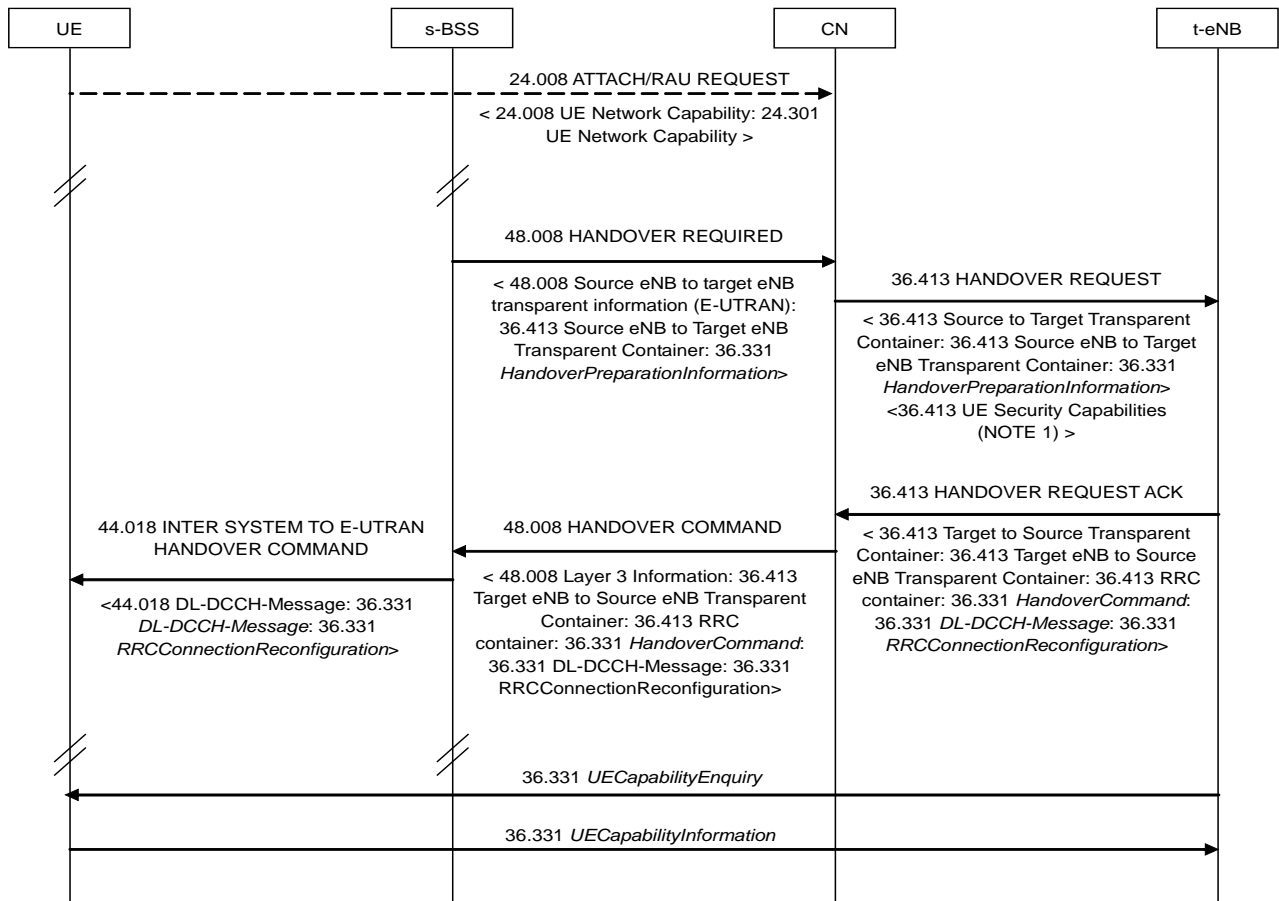 UE
s-BSS
CN
t-eNB
24.008 ATTACH/RAU REQUEST
< 24.008 UE Network Capability: 24.301
UE Network Capability >
48.008 HANDOVER REQUIRED
< 48.008 Source eNB to target eNB
transparent information (E-UTRAN):
36.413 Source eNB to Target eNB
Transparent Container: 36.331
HandoverPreparationInformation>
36.413 HANDOVER REQUEST
< 36.413 Source to Target Transparent
Container: 36.413 Source eNB to Target
eNB Transparent Container: 36.331
HandoverPreparationInformation>
<36.413 UE Security Capabilities
(NOTE 1) >
36.413 HANDOVER REQUEST ACK
< 36.413 Target to Source Transparent
Container: 36.413 Target eNB to Source
eNB Transparent Container: 36.413 RRC
container: 36.331 HandoverCommand:
36.331 DL-DCCH-Message: 36.331
RRCConnectionReconfiguration>
48.008 HANDOVER COMMAND
< 48.008 Layer 3 Information: 36.413
Target eNB to Source eNB Transparent
Container: 36.413 RRC
container: 36.331 HandoverCommand:
36.331 DL-DCCH-Message: 36.331
RRCConnectionReconfiguration>
44.018 INTER SYSTEM TO E-UTRAN
HANDOVER COMMAND
<44.018 DL-DCCH-Message: 36.331
DL-DCCH-Message: 36.331
RRCConnectionReconfiguration>
36.331 UECapabilityEnquiry
36.331 UECapabilityInformation